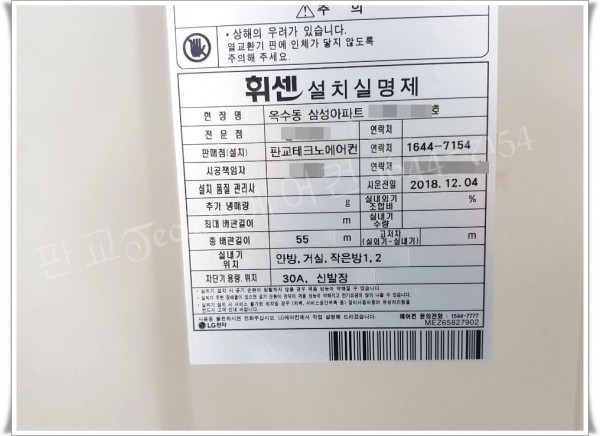 주 의
• 상해의 우려가 있습니다.
열교환기 핀에 인체가 닿지 않도록
주의해 주세요.
휘센 설치실명제
현 장 명 옥수동 삼성아파트 호
전 문 점 연락처
판매점(설치) 판교테크노에어컨 연락처 1644-7154
시공책임자 연락처
설치 품질 관리사 시운전일 2018.12.04
추가 냉매량 g 실내외기 조합비 %
최대 배관길이 m 실내기 수량
총 배관길이 55 m 고저차 (실외기-실내기) m
실내기 위치 안방, 거실, 작은방1,2
차단기 용량, 위치 30A, 신발장
LG전자
에어컨 문의전화 : 1544-7777
MEZ65827902